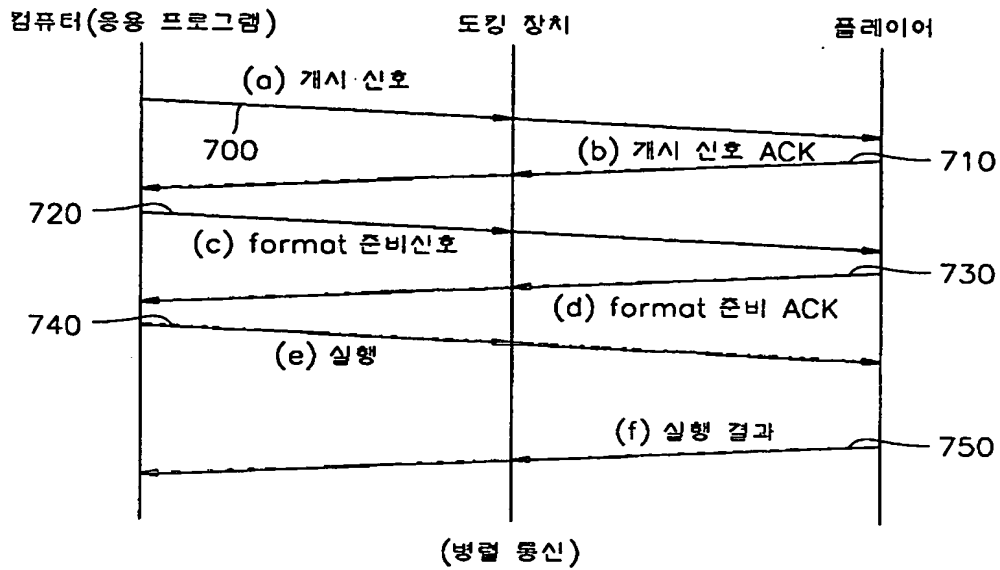 컴퓨터(응용 프로그램)
도킹 장치
플레이어
(a) 개시 신호
700
(b) 개시 신호 ACK
710
720
(c) format 준비신호
730
(d) format 준비 ACK
740
(e) 실행
(f) 실행 결과
750
(병렬 통신)